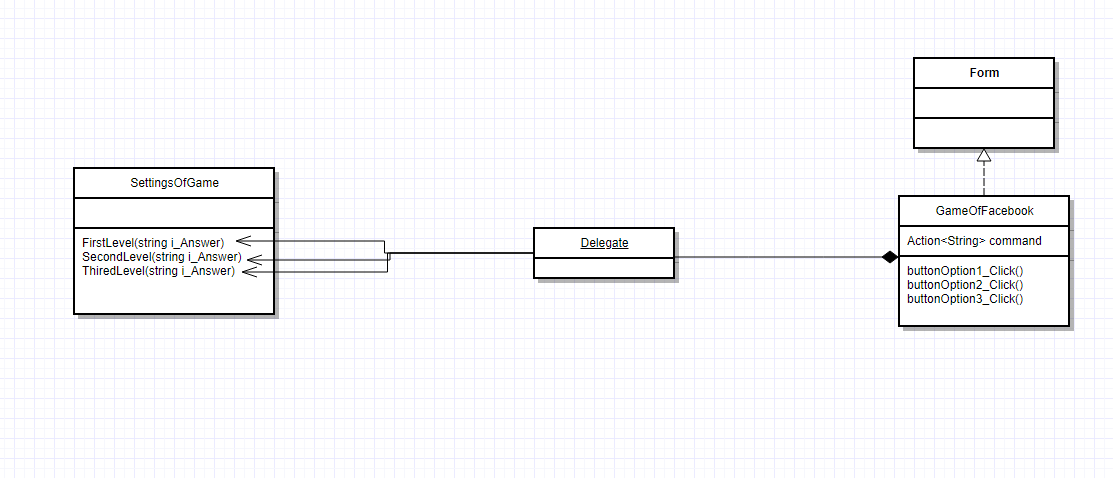 Form
SettingsOfGame
FirstLevel(string i_Answer)
SecondLevel(string i_Answer)
ThiredLevel(string i_Answer)
Delegate
GameOfFacebook
Action<String> command
buttonOption1_Click()
buttonOption2_Click()
buttonOption3_Click()